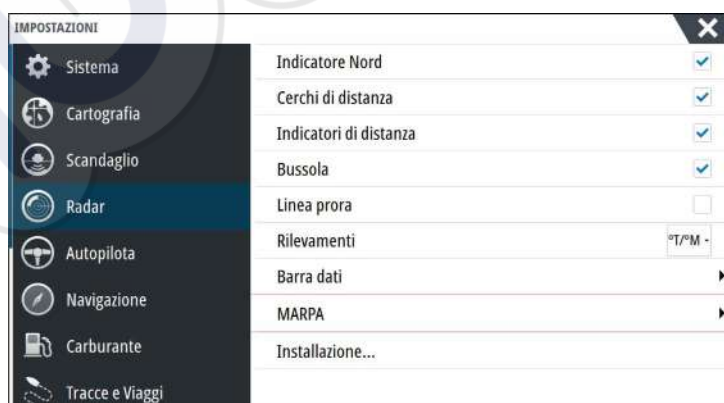 IMPOSTAZIONI
Sistema
Cartografia
Scandaglio
Radar
Autopilota
Navigazione
Carburante
Tracce e Viaggi
Indicatore Nord
Cerchi di distanza
Indicatori di distanza
Bussola
Linea prora
Rilevamenti °T/°M -
Barra dati
MARPA
Installazione...